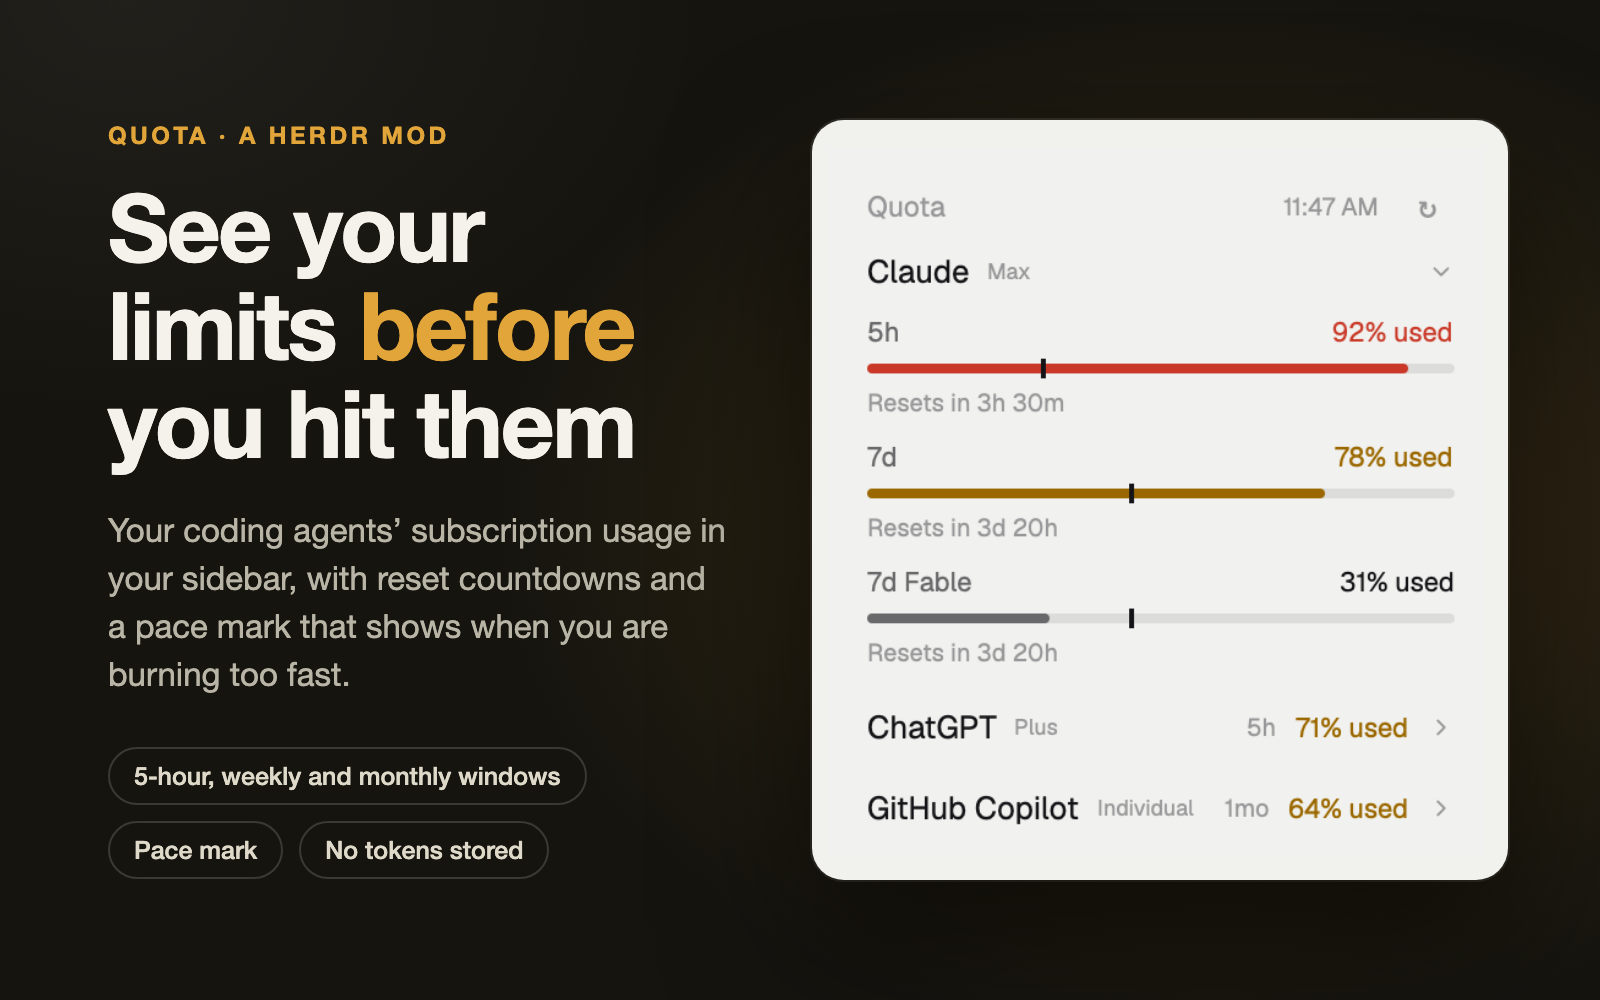 QUOTA · A HERDR MOD
See your
limits before
you hit them
Your coding agents’ subscription usage in
your sidebar, with reset countdowns and
a pace mark that shows when you are
burning too fast.
5-hour, weekly and monthly windows
Pace mark
No tokens stored
Quota 11:47 AM ↻
Claude Max
5h 92% used
Resets in 3h 30m
7d 78% used
Resets in 3d 20h
7d Fable 31% used
Resets in 3d 20h
ChatGPT Plus 5h 71% used
GitHub Copilot Individual 1mo 64% used